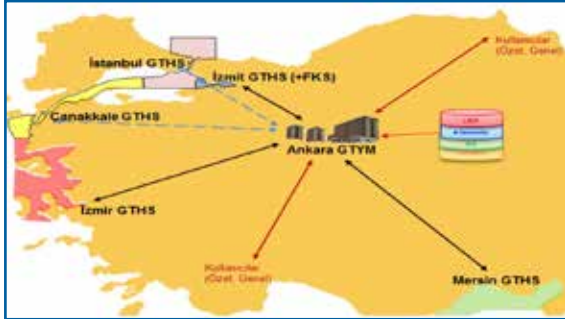 Kullanıcılar
(Özel, Genel)
İstanbul GTHS
İzmit GTHS (+FKS)
Çanakkale GTHS
Ankara GTYM
İzmir GTHS
Kullanıcılar
(Özel, Genel)
Mersin GTHS